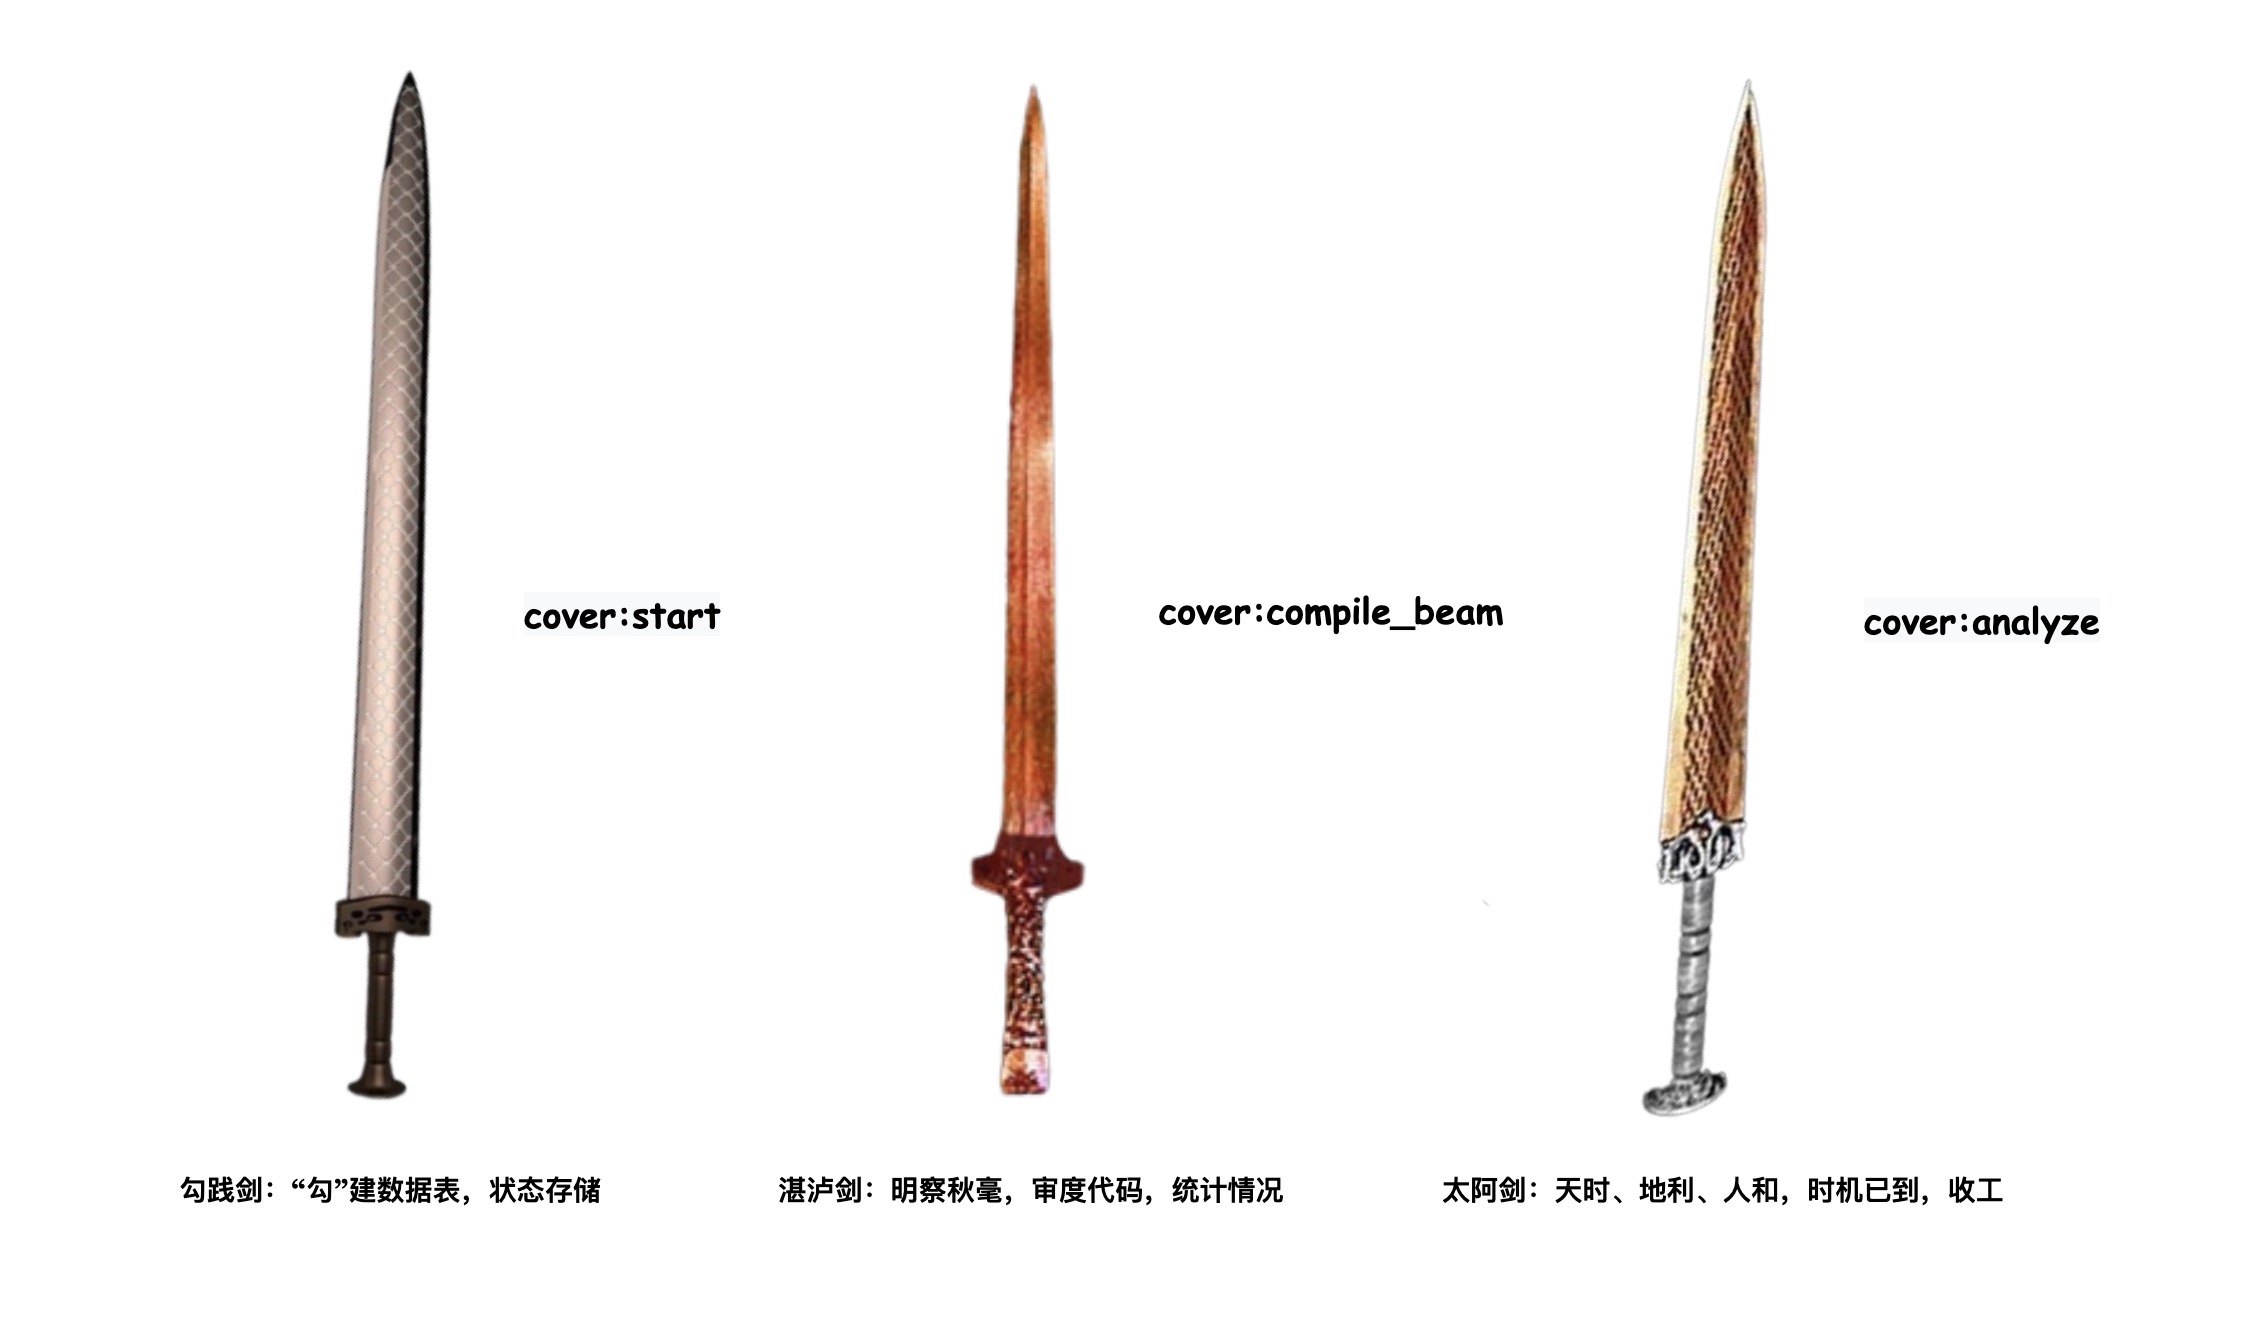 cover:start
cover:compile_beam
cover:analyze
勾践剑：“勾”建数据表，状态存储
湛泸剑：明察秋毫，审度代码，统计情况
太阿剑：天时、地利、人和，时机已到，收工